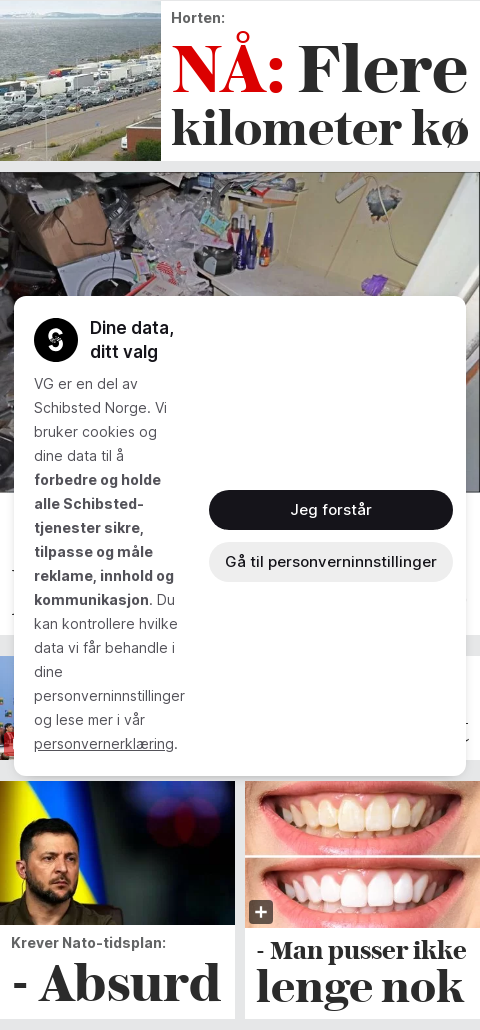 Horten:
NÅ: Flere
kilometer kø
Dine data,
ditt valg
VG er en del av
Schibsted Norge. Vi
bruker cookies og
dine data til å
forbedre og holde
alle Schibsted-
tjenester sikre,
tilpasse og måle
reklame, innhold og
kommunikasjon. Du
kan kontrollere hvilke
data vi får behandle i
dine
personverninnstillinger
og lese mer i vår
personvernerklæring.
Jeg forstår
Gå til personverninnstillinger
Krever Nato-tidsplan:
- Absurd
- Man pusser ikke
lenge nok